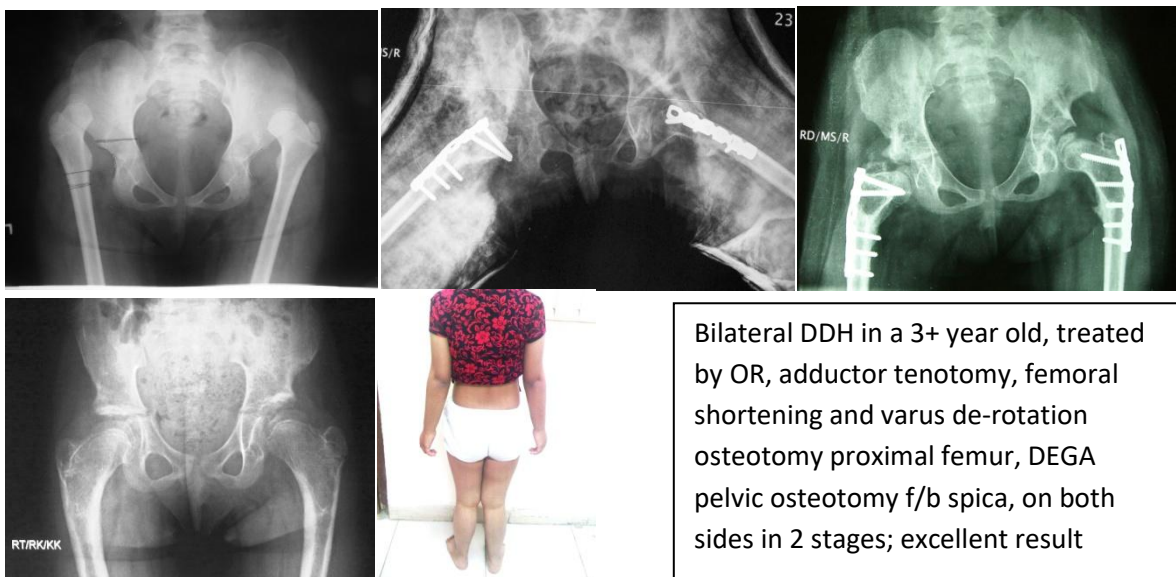 MS/R
23
RD/MS/R
RT/RK/KK
Bilateral DDH in a 3+ year old, treated
by OR, adductor tenotomy, femoral
shortening and varus de-rotation
osteotomy proximal femur, DEGA
pelvic osteotomy f/b spica, on both
sides in 2 stages; excellent result